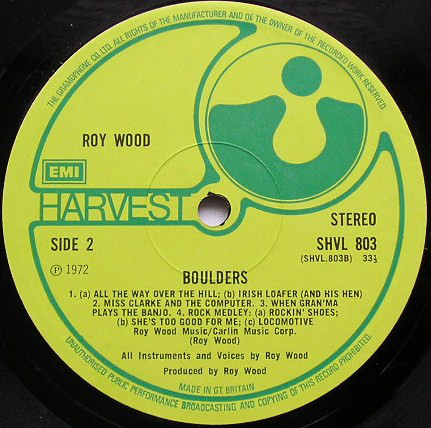 THE GRAMOPHONE CO. LTD. ALL RIGHTS OF THE MANUFACTURER AND OF THE OWNER OF THE RECORDED WORK RESERVED.
ROY WOOD
EMI
HARVEST
STEREO
SIDE 2
SHVL 803
(SHVL.803B) 33⅓
℗ 1972
BOULDERS
1. (a) ALL THE WAY OVER THE HILL; (b) IRISH LOAFER (AND HIS HEN)
2. MISS CLARKE AND THE COMPUTER. 3. WHEN GRAN'MA
PLAYS THE BANJO. 4. ROCK MEDLEY: (a) ROCKIN' SHOES;
(b) SHE'S TOO GOOD FOR ME; (c) LOCOMOTIVE
Roy Wood Music/Carlin Music Corp.
(Roy Wood)
All Instruments and Voices by Roy Wood
Produced by Roy Wood
MADE IN GT. BRITAIN
UNAUTHORISED PUBLIC PERFORMANCE BROADCASTING AND COPYING OF THIS RECORD PROHIBITED.